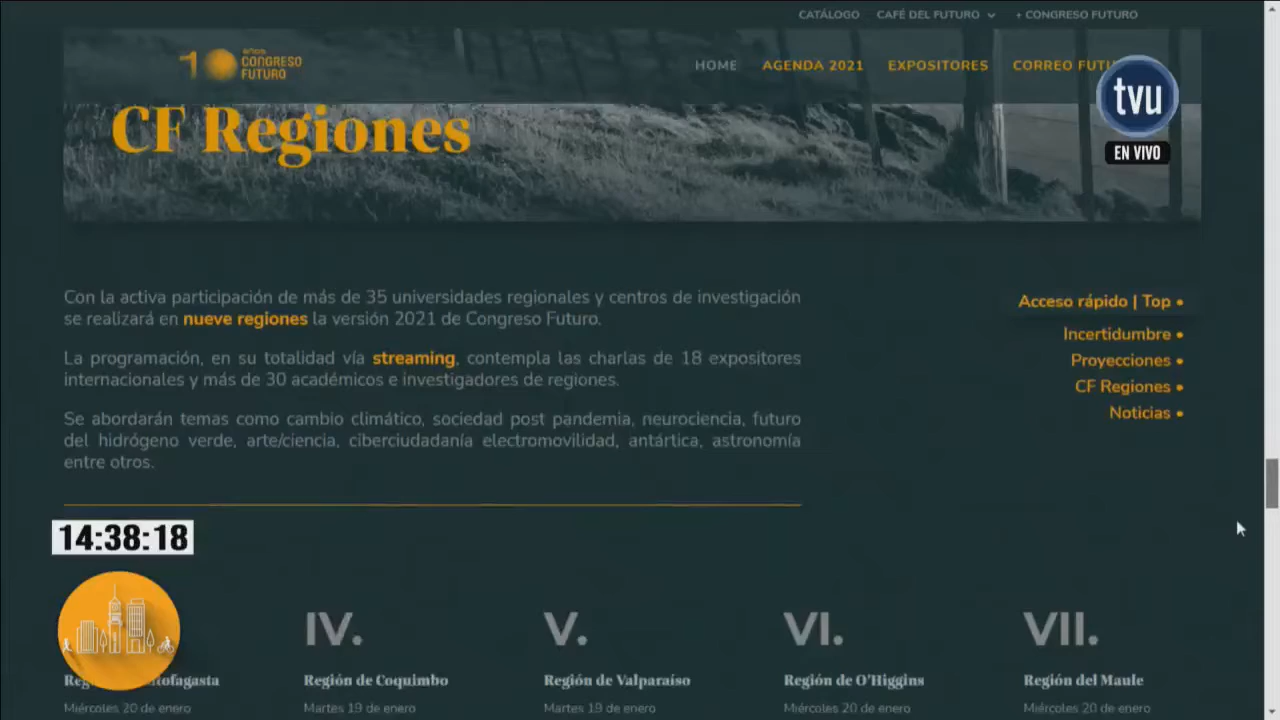 CATÁLOGO CAFÉ DEL FUTURO + CONGRESO FUTURO
10 años CONGRESO FUTURO
HOME AGENDA 2021 EXPOSITORES CORREO
tvu
EN VIVO
CF Regiones
Con la activa participación de más de 35 universidades regionales y centros de investigación
se realizará en nueve regiones la versión 2021 de Congreso Futuro.
La programación, en su totalidad vía streaming, contempla las charlas de 18 expositores
internacionales y más de 30 académicos e investigadores de regiones.
Se abordarán temas como cambio climático, sociedad post pandemia, neurociencia, futuro
del hidrógeno verde, arte/ciencia, ciberciudadanía electromovilidad, antártica, astronomía
entre otros.
Acceso rápido | Top •
Incertidumbre •
Proyecciones •
CF Regiones •
Noticias •
14:38:18
IV. V. VI. VII.
Región de Coquimbo Región de Valparaíso Región de O'Higgins Región del Maule
Miércoles 20 de enero Martes 19 de enero Martes 19 de enero Miércoles 20 de enero Miércoles 20 de enero